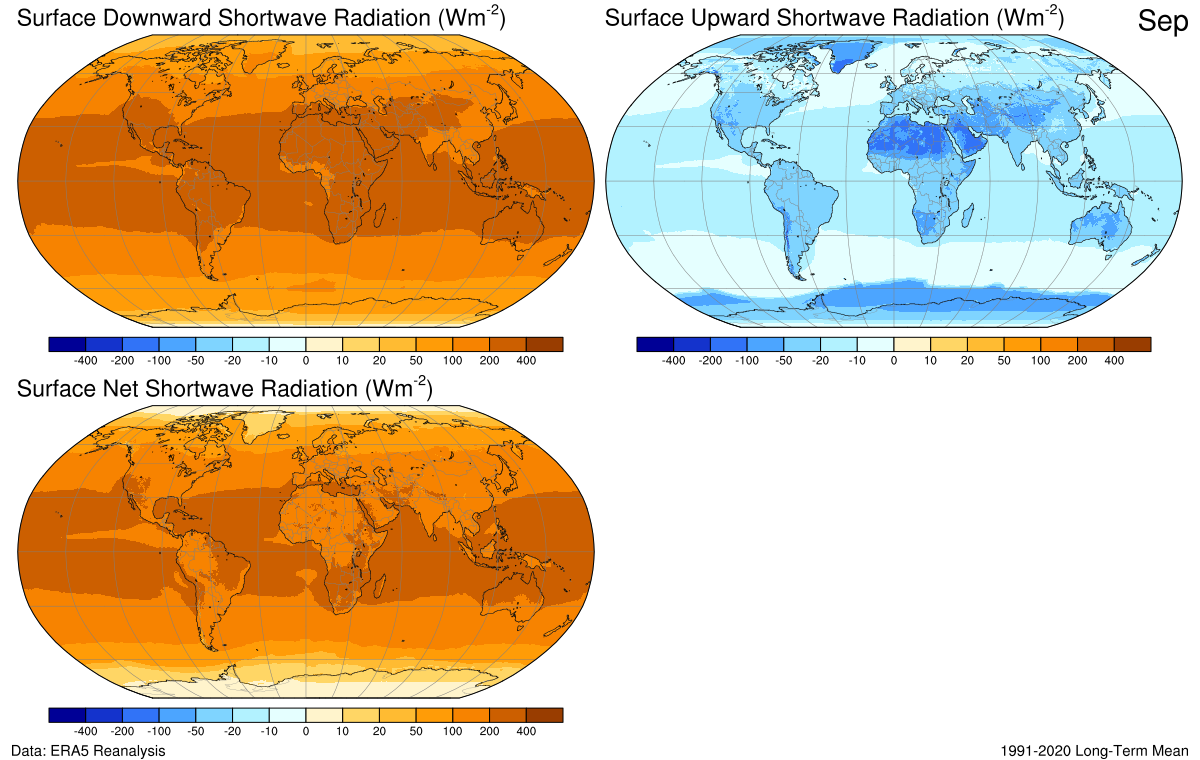 Surface Downward Shortwave Radiation (Wm-2)
Surface Upward Shortwave Radiation (Wm-2)
Sep
-400 -200 -100 -50 -20 -10 0 10 20 50 100 200 400
-400 -200 -100 -50 -20 -10 0 10 20 50 100 200 400
Surface Net Shortwave Radiation (Wm-2)
-400 -200 -100 -50 -20 -10 0 10 20 50 100 200 400
Data: ERA5 Reanalysis
1991-2020 Long-Term Mean